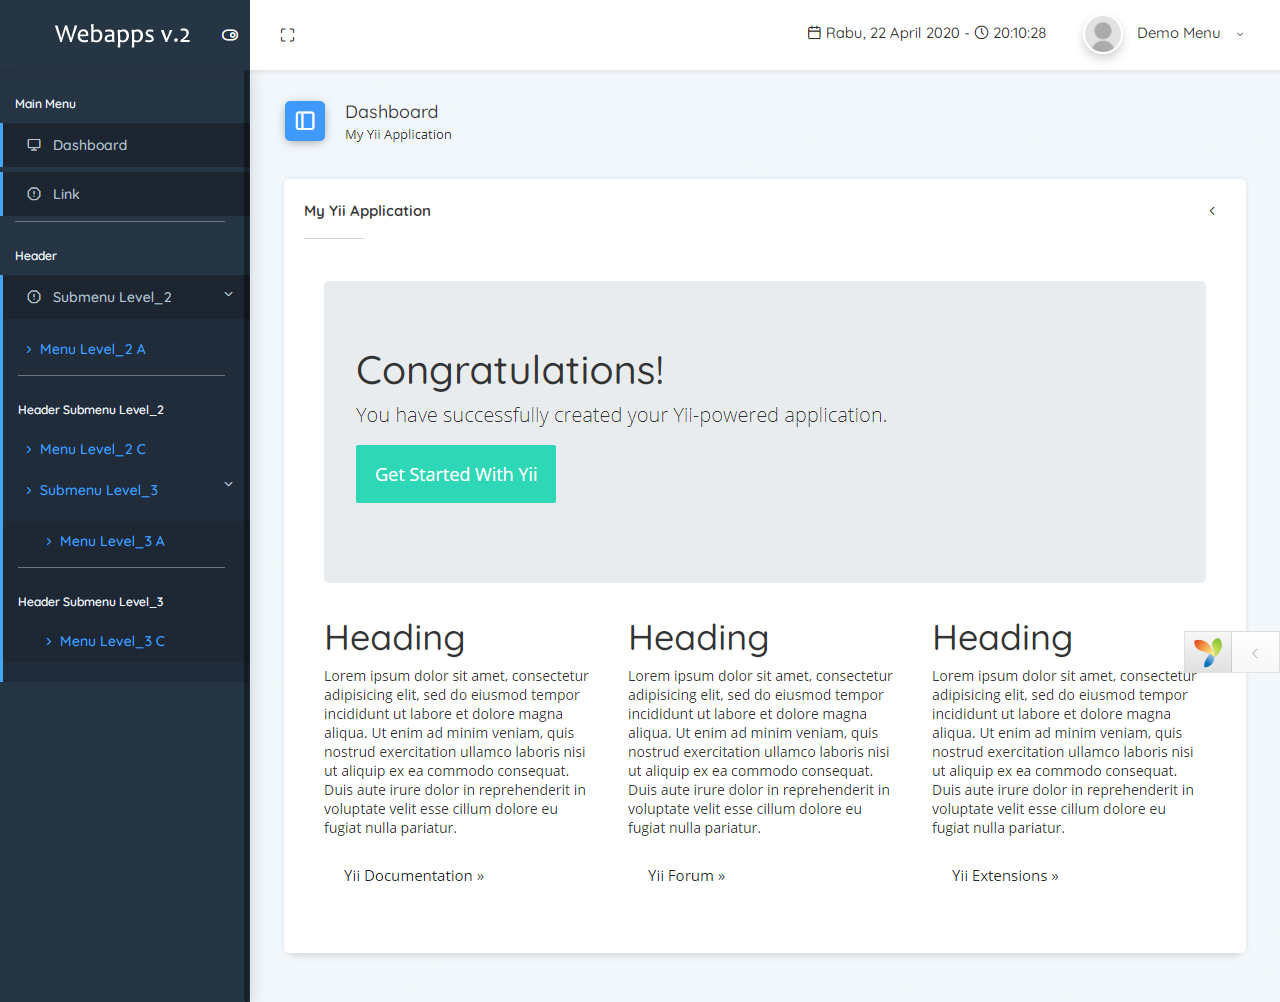 Webapps v.2
Rabu, 22 April 2020 - 20:10:28
Demo Menu
Main Menu
Dashboard
Link
Header
Submenu Level_2
Menu Level_2 A
Header Submenu Level_2
Menu Level_2 C
Submenu Level_3
Menu Level_3 A
Header Submenu Level_3
Menu Level_3 C
Dashboard
My Yii Application
My Yii Application
Congratulations!
You have successfully created your Yii-powered application.
Get Started With Yii
Heading
Lorem ipsum dolor sit amet, consectetur
adipisicing elit, sed do eiusmod tempor
incididunt ut labore et dolore magna
aliqua. Ut enim ad minim veniam, quis
nostrud exercitation ullamco laboris nisi
ut aliquip ex ea commodo consequat.
Duis aute irure dolor in reprehenderit in
voluptate velit esse cillum dolore eu
fugiat nulla pariatur.
Yii Documentation »
Heading
Lorem ipsum dolor sit amet, consectetur
adipisicing elit, sed do eiusmod tempor
incididunt ut labore et dolore magna
aliqua. Ut enim ad minim veniam, quis
nostrud exercitation ullamco laboris nisi
ut aliquip ex ea commodo consequat.
Duis aute irure dolor in reprehenderit in
voluptate velit esse cillum dolore eu
fugiat nulla pariatur.
Yii Forum »
Heading
Lorem ipsum dolor sit amet, consectetur
adipisicing elit, sed do eiusmod tempor
incididunt ut labore et dolore magna
aliqua. Ut enim ad minim veniam, quis
nostrud exercitation ullamco laboris nisi
ut aliquip ex ea commodo consequat.
Duis aute irure dolor in reprehenderit in
voluptate velit esse cillum dolore eu
fugiat nulla pariatur.
Yii Extensions »